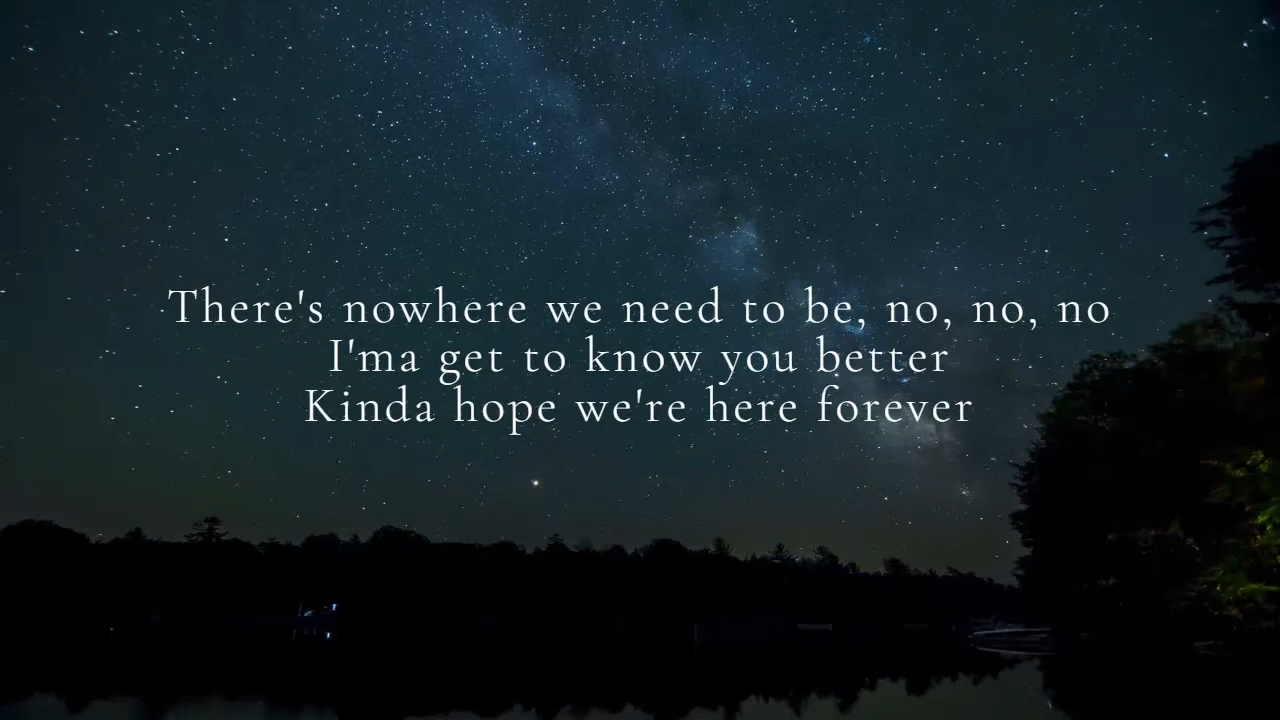 There's nowhere we need to be, no, no, no
I'ma get to know you better
Kinda hope we're here forever